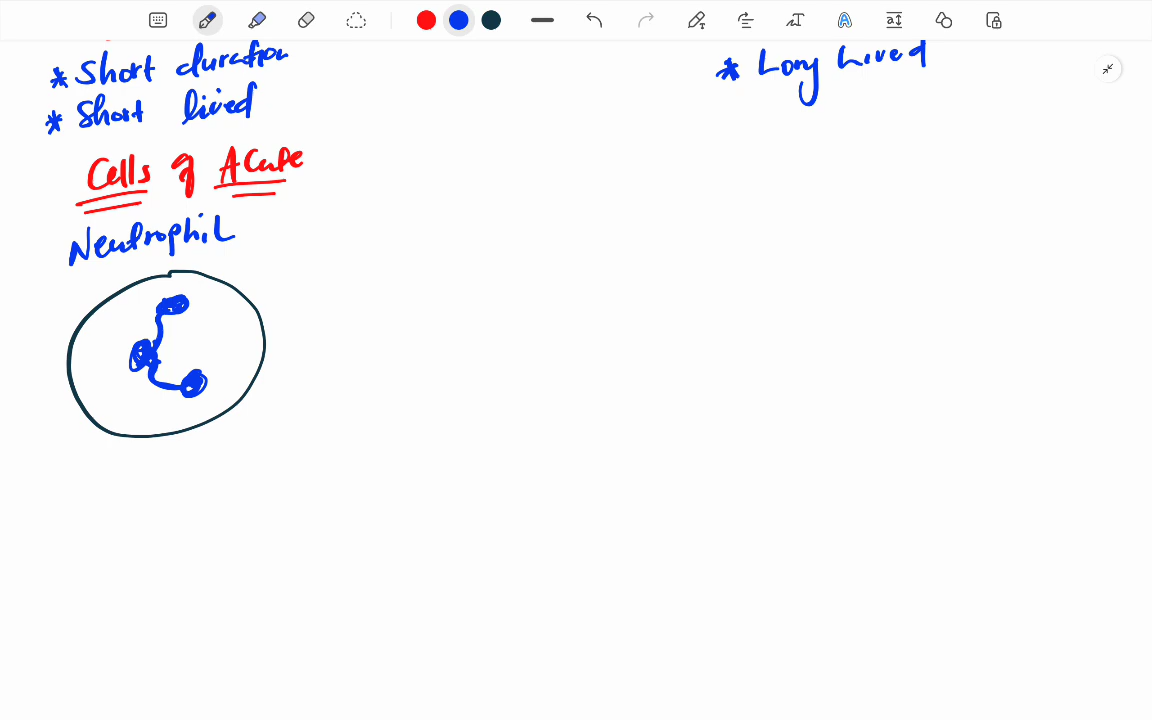 * Short duration
* Short lived
* Long Lived
Cells of Acute
Neutrophil